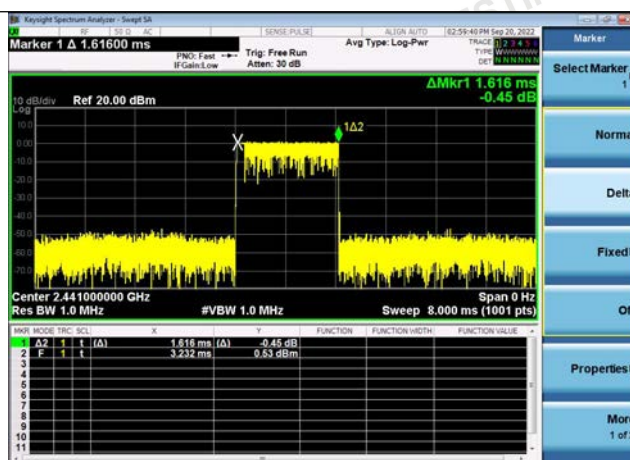 Keysight Spectrum Analyzer - Swept SA
RF 50 Ω AC SENSE:PULSE ALIGN AUTO 02:59:40 PM Sep 20, 2022
Marker 1 Δ 1.61600 ms
PNO: Fast
IFGain:Low
Trig: Free Run
Atten: 30 dB
Avg Type: Log-Pwr
TRACE 1 2 3 4 5
TYPE
DET N N N N N
ΔMkr1 1.616 ms
-0.45 dB
10 dB/div Ref 20.00 dBm
Log
10.0
0.00
-10.0
-20.0
-30.0
-40.0
-50.0
-60.0
-70.0
X
1Δ2
Center 2.441000000 GHz Span 0 Hz
Res BW 1.0 MHz #VBW 1.0 MHz Sweep 8.000 ms (1001 pts)
MKR MODE TRC SCL X Y FUNCTION FUNCTION WIDTH FUNCTION VALUE
1 Δ2 1 t (Δ) 1.616 ms (Δ) -0.45 dB
2 F 1 t 3.232 ms 0.53 dBm
3
4
5
6
7
8
9
10
11
Marker
Select Marker
1
Norma
Delt
Fixed
Of
Properties
Mor
1 of